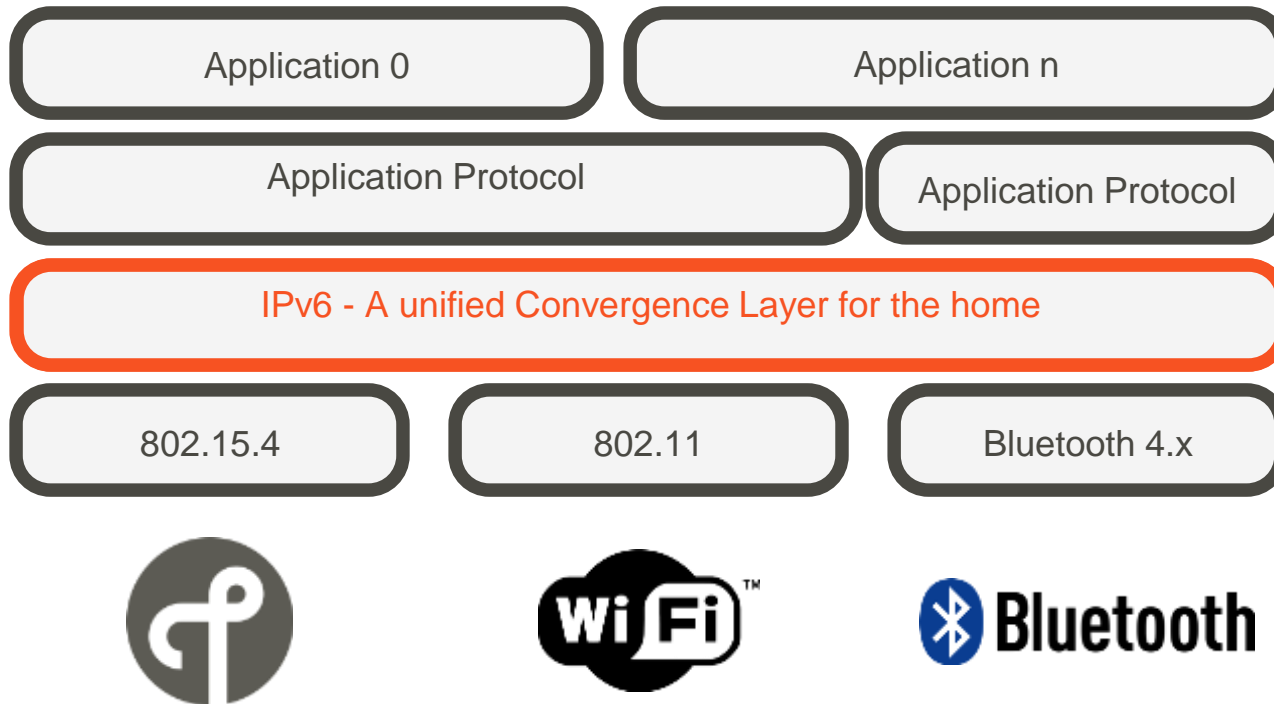 Application 0
Application n
Application Protocol
Application Protocol
IPv6 - A unified Convergence Layer for the home
802.15.4
802.11
Bluetooth 4.x
Wi Fi ™
Bluetooth